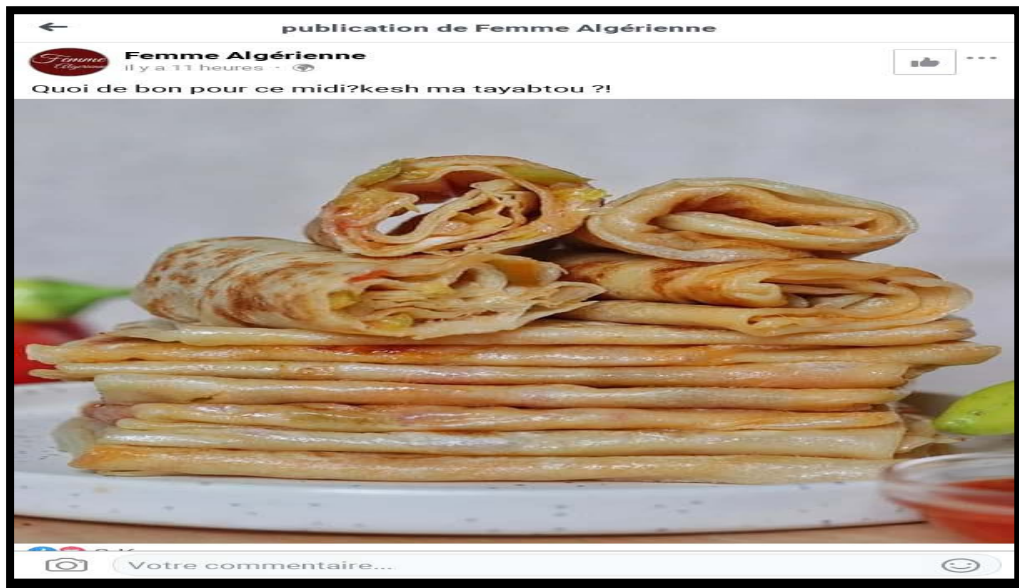 publication de Femme Algérienne
Femme
Femme Algérienne
il y a 11 heures ·
Quoi de bon pour ce midi?kesh ma tayabtou ?!
Votre commentaire...